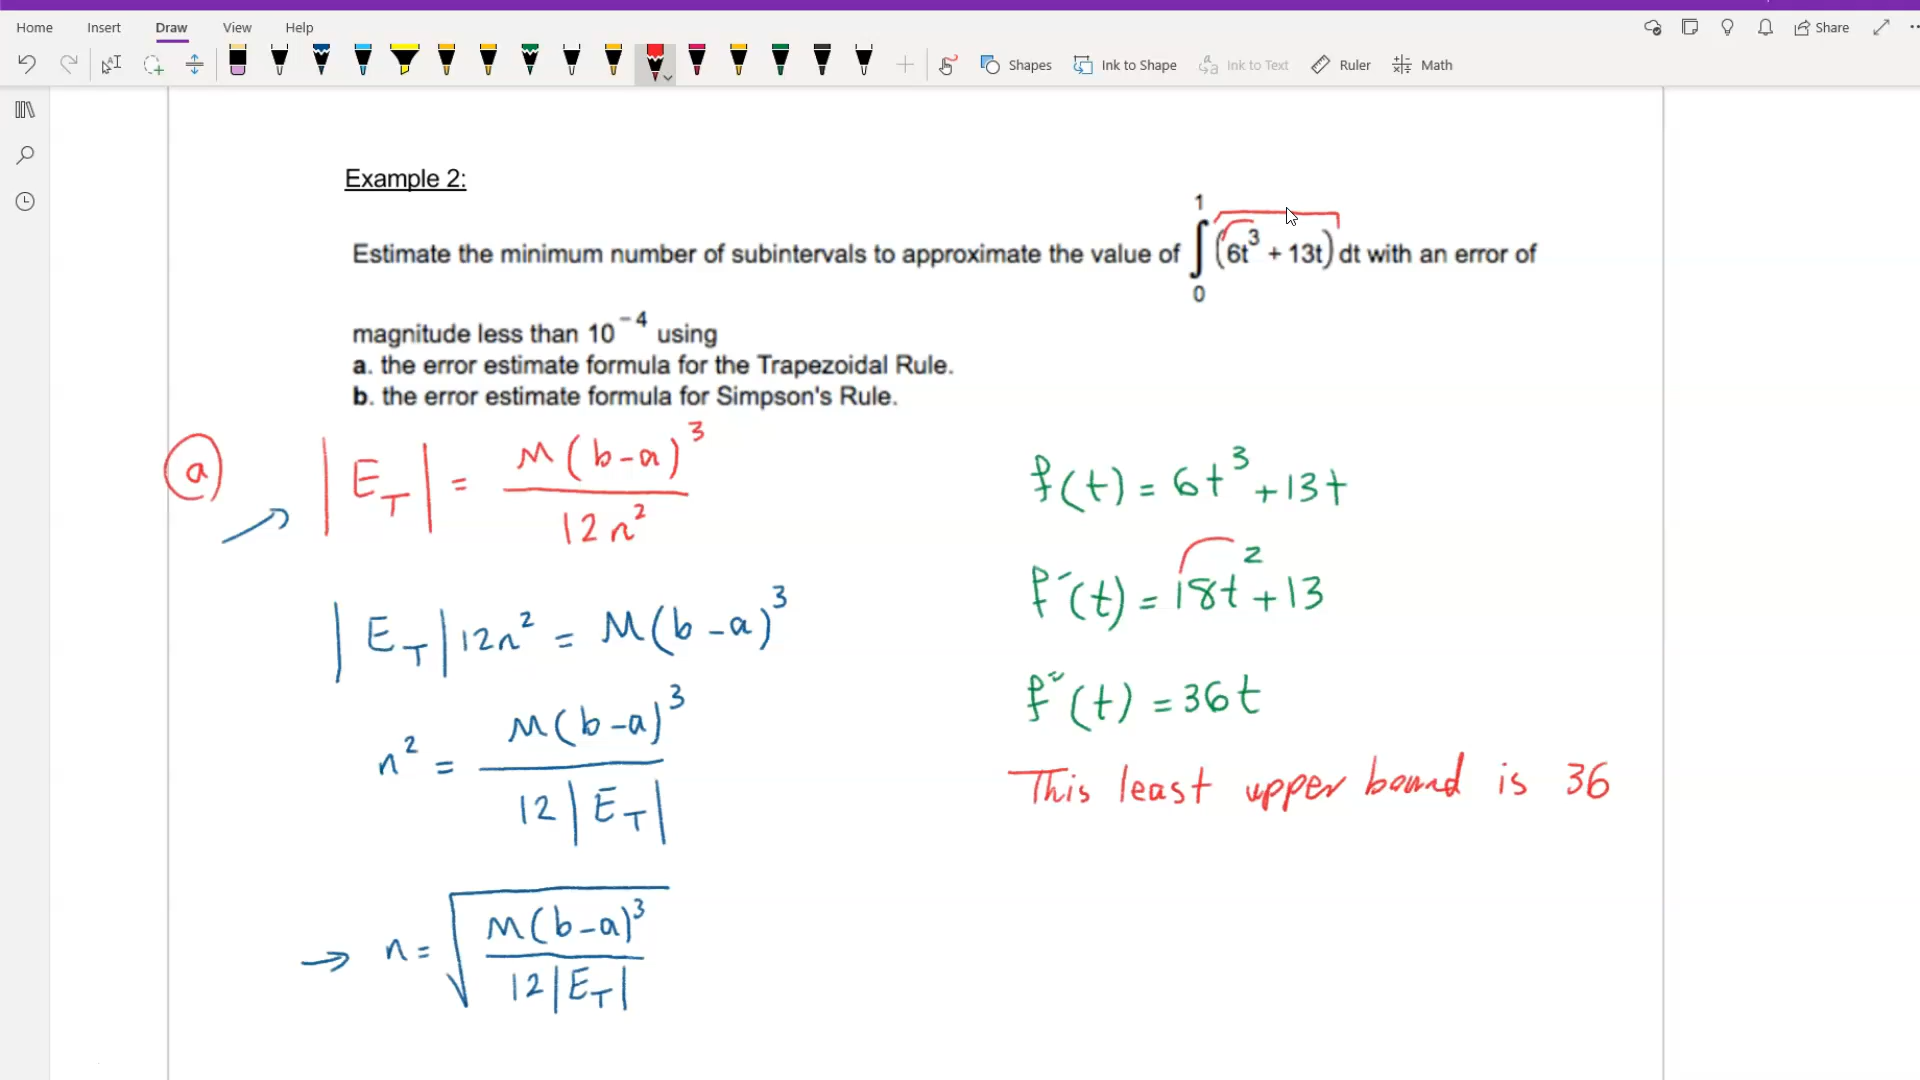 Home Insert Draw View Help Share
Shapes Ink to Shape Ink to Text Ruler Math
Example 2:
Estimate the minimum number of subintervals to approximate the value of ∫₀¹ (6t³ + 13t) dt with an error of
magnitude less than 10⁻⁴ using
a. the error estimate formula for the Trapezoidal Rule.
b. the error estimate formula for Simpson's Rule.
ⓐ |E_T| = M(b-a)³ / 12n²
|E_T| 12n² = M(b-a)³
n² = M(b-a)³ / 12|E_T|
→ n = √(M(b-a)³ / 12|E_T|)
f(t) = 6t³ + 13t
f'(t) = 18t² + 13
f''(t) = 36t
This least upper bound is 36